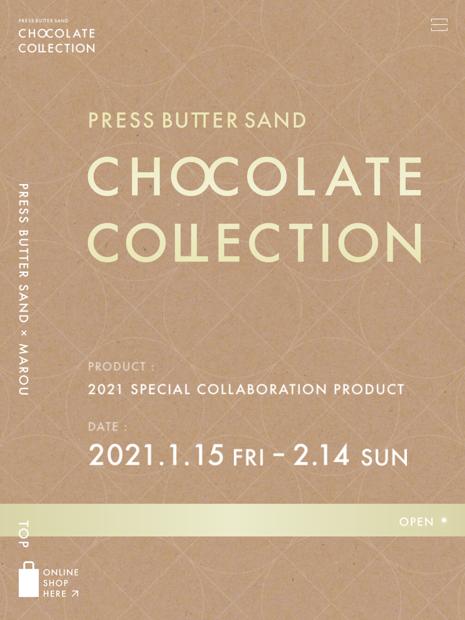 PRESS BUTTER SAND
CHOCOLATE
COLLECTION
PRESS BUTTER SAND
CHOCOLATE
COLLECTION
PRESS BUTTER SAND × MAROU
PRODUCT :
2021 SPECIAL COLLABORATION PRODUCT
DATE :
2021.1.15 FRI – 2.14 SUN
OPEN
TOP
ONLINE
SHOP
HERE ↗